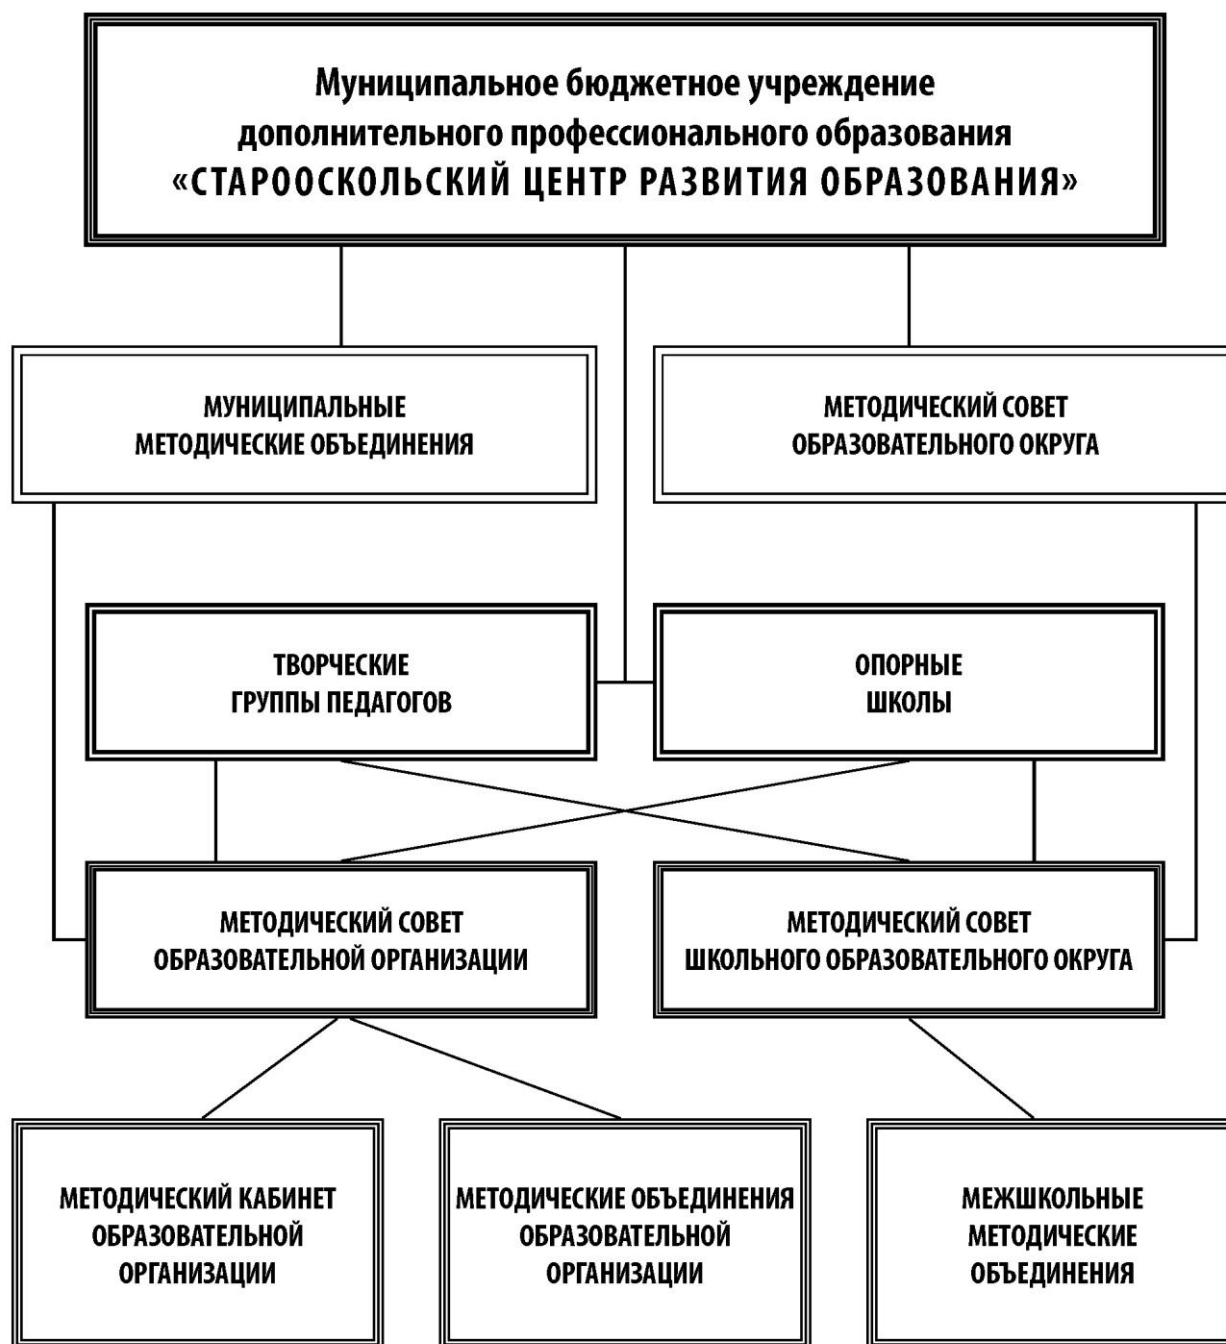 Муниципальное бюджетное учреждение
дополнительного профессионального образования
«СТАРООСКОЛЬСКИЙ ЦЕНТР РАЗВИТИЯ ОБРАЗОВАНИЯ»
МУНИЦИПАЛЬНЫЕ
МЕТОДИЧЕСКИЕ ОБЪЕДИНЕНИЯ
МЕТОДИЧЕСКИЙ СОВЕТ
ОБРАЗОВАТЕЛЬНОГО ОКРУГА
ТВОРЧЕСКИЕ
ГРУППЫ ПЕДАГОГОВ
ОПОРНЫЕ
ШКОЛЫ
МЕТОДИЧЕСКИЙ СОВЕТ
ОБРАЗОВАТЕЛЬНОЙ ОРГАНИЗАЦИИ
МЕТОДИЧЕСКИЙ СОВЕТ
ШКОЛЬНОГО ОБРАЗОВАТЕЛЬНОГО ОКРУГА
МЕТОДИЧЕСКИЙ КАБИНЕТ
ОБРАЗОВАТЕЛЬНОЙ
ОРГАНИЗАЦИИ
МЕТОДИЧЕСКИЕ ОБЪЕДИНЕНИЯ
ОБРАЗОВАТЕЛЬНОЙ
ОРГАНИЗАЦИИ
МЕЖШКОЛЬНЫЕ
МЕТОДИЧЕСКИЕ
ОБЪЕДИНЕНИЯ